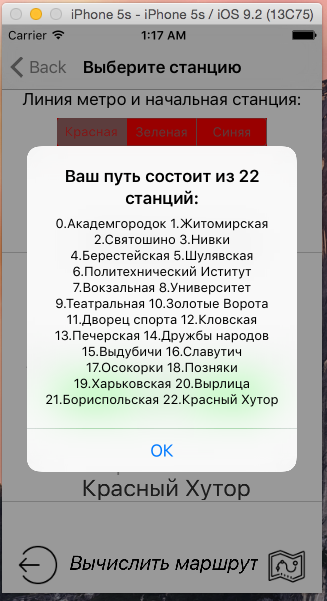 iPhone 5s - iPhone 5s / iOS 9.2 (13C75)
Carrier 1:17 AM
Back Выберите станцию
Линия метро и начальная станция:
Красная Зеленая Синяя
Ваш путь состоит из 22
станций:
0.Академгородок 1.Житомирская
2.Святошино 3.Нивки
4.Берестейская 5.Шулявская
6.Политехнический Иститут
7.Вокзальная 8.Университет
9.Театральная 10.Золотые Ворота
11.Дворец спорта 12.Кловская
13.Печерская 14.Дружбы народов
15.Выдубичи 16.Славутич
17.Осокорки 18.Позняки
19.Харьковская 20.Вырлица
21.Бориспольская 22.Красный Хутор
OK
Красный Хутор
Вычислить маршрут